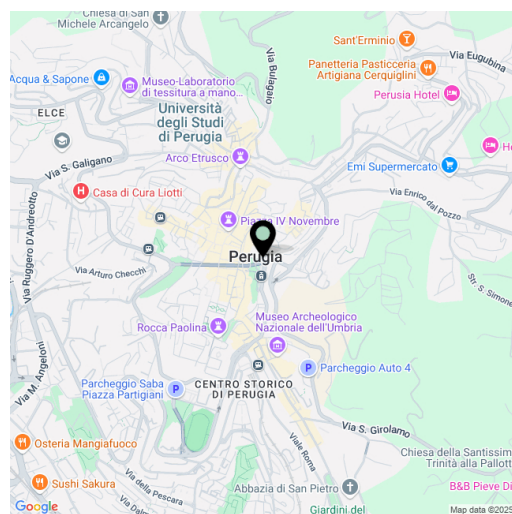 Chiesa di San
Michele Arcangelo
Sant'Erminio
Via Eugubina
Panetteria Pasticceria
Artigiana Cerquiglini
Via Bulagaio
Acqua & Sapone
Museo-Laboratorio
di tessitura a mano...
Perusia Hotel
ELCE
Università
degli Studi
di Perugia
Via S. Galigano
Arco Etrusco
Emi Supermercato
Casa di Cura Liotti
Via Enrico dal Pozzo
Via Ruggero D'Andreotto
Piazza IV Novembre
Perugia
Via Arturo Checchi
Str. S. Simone
Museo Archeologico
Nazionale dell'Umbria
Rocca Paolina
Via M. Angeloni
Parcheggio Auto 4
Parcheggio Saba
Piazza Partigiani
CENTRO STORICO
DI PERUGIA
Via S. Girolamo
Viale Roma
Osteria Mangiafuoco
Chiesa della Santissim
Trinità alla Pallott
Via della Pescara
Sushi Sakura
Abbazia di San Pietro
B&B Pieve Di
Giardini del
Google
Map data ©2025